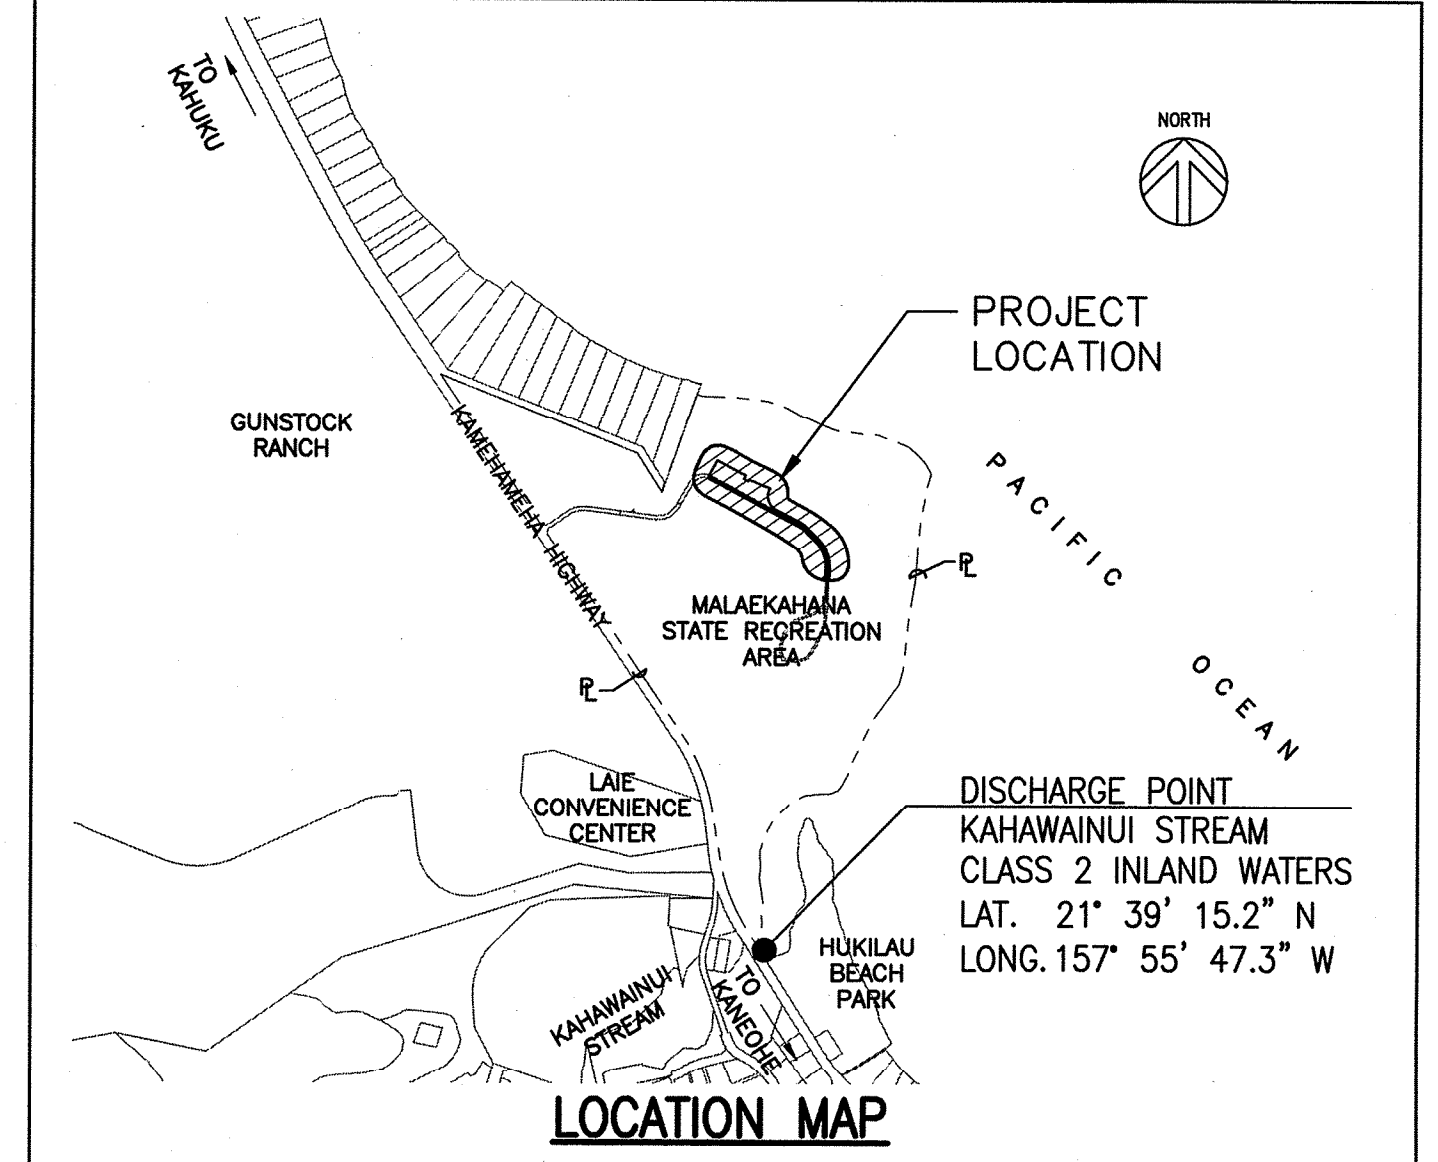 TO
KAHUKU
NORTH
PROJECT
LOCATION
GUNSTOCK
RANCH
KAMEHAMEHA HIGHWAY
PACIFIC
OCEAN
PL
MALAEKAHANA
STATE RECREATION
AREA
PL
LAIE
CONVENIENCE
CENTER
DISCHARGE POINT
KAHAWAINUI STREAM
CLASS 2 INLAND WATERS
LAT. 21° 39' 15.2" N
LONG. 157° 55' 47.3" W
HUKILAU
BEACH
PARK
KAHAWAINUI
STREAM
TO
KANEOHE
LOCATION MAP